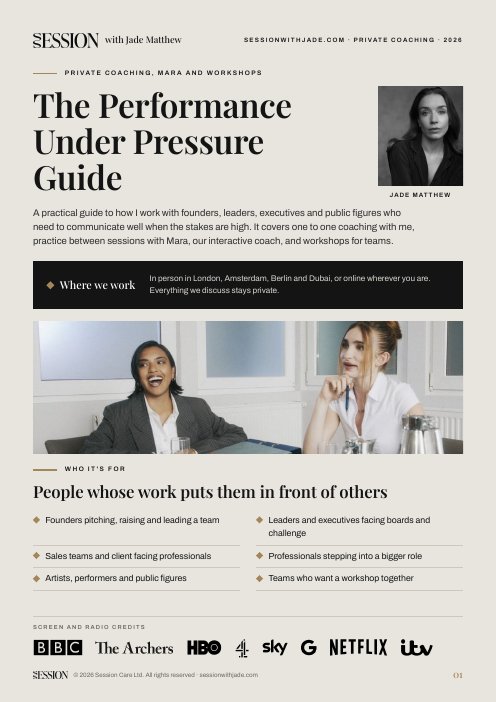 SESSION with Jade Matthew
SESSIONWITHJADE.COM · PRIVATE COACHING · 2026
PRIVATE COACHING, MARA AND WORKSHOPS
The Performance
Under Pressure
Guide
JADE MATTHEW
A practical guide to how I work with founders, leaders, executives and public figures who
need to communicate well when the stakes are high. It covers one to one coaching with me,
practice between sessions with Mara, our interactive coach, and workshops for teams.
Where we work
In person in London, Amsterdam, Berlin and Dubai, or online wherever you are.
Everything we discuss stays private.
WHO IT'S FOR
People whose work puts them in front of others
Founders pitching, raising and leading a team
Leaders and executives facing boards and
challenge
Sales teams and client facing professionals
Professionals stepping into a bigger role
Artists, performers and public figures
Teams who want a workshop together
SCREEN AND RADIO CREDITS
BBC The Archers HBO 4 sky G NETFLIX itv
SESSION © 2026 Session Care Ltd. All rights reserved · sessionwithjade.com
01